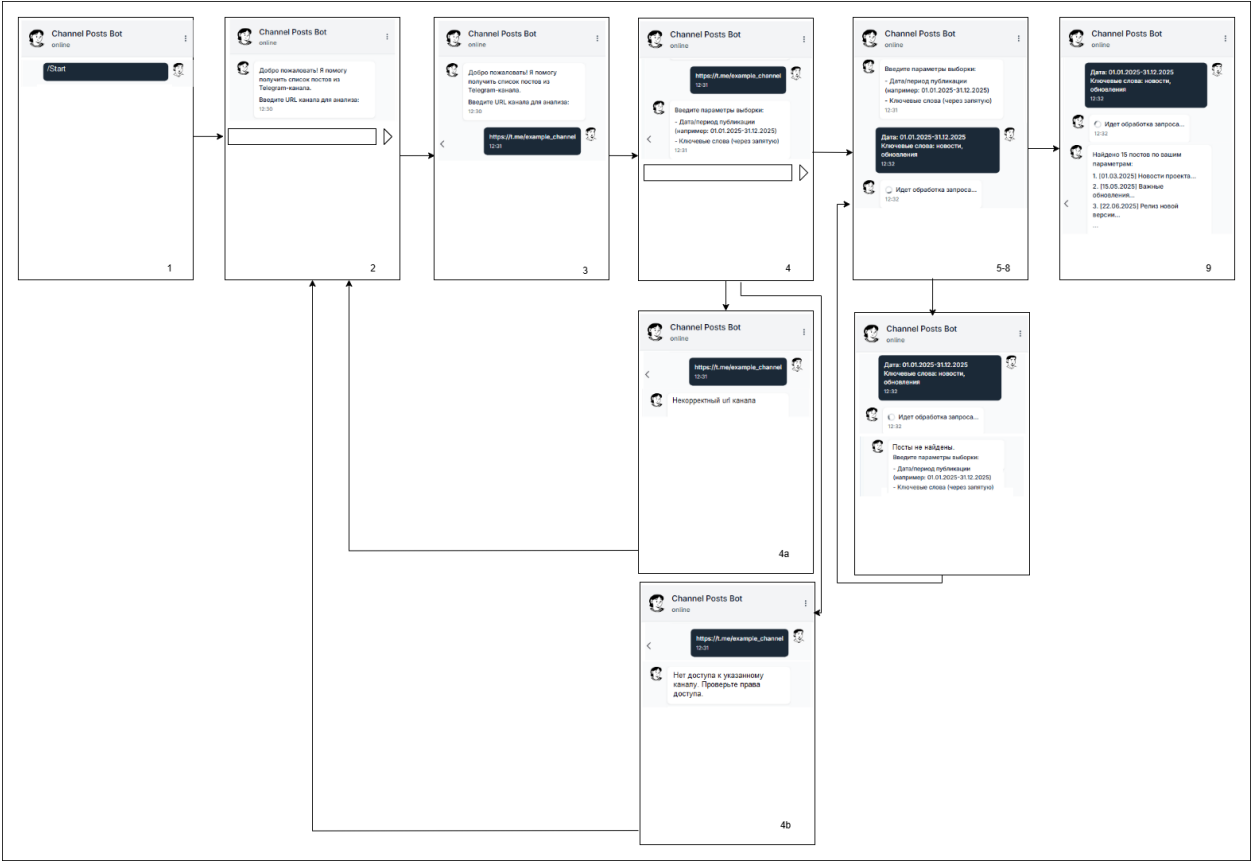 Channel Posts Bot
online
/Start
1
Channel Posts Bot
online
Добро пожаловать! Я помогу
получить список постов из
Telegram-канала.
Введите URL канала для анализа:
12:30
2
Channel Posts Bot
online
Добро пожаловать! Я помогу
получить список постов из
Telegram-канала.
Введите URL канала для анализа:
12:30
https://t.me/example_channel
12:31
3
Channel Posts Bot
online
https://t.me/example_channel
12:31
Введите параметры выборки:
- Дата/период публикации
(например: 01.01.2025-31.12.2025)
- Ключевые слова (через запятую)
12:31
4
Channel Posts Bot
online
Введите параметры выборки:
- Дата/период публикации
(например: 01.01.2025-31.12.2025)
- Ключевые слова (через запятую)
12:31
Дата: 01.01.2025-31.12.2025
Ключевые слова: новости,
обновления
12:32
Идет обработка запроса...
12:32
5-8
Channel Posts Bot
online
Дата: 01.01.2025-31.12.2025
Ключевые слова: новости,
обновления
12:32
Идет обработка запроса...
12:32
Найдено 15 постов по вашим
параметрам:
1. [01.03.2025] Новости проекта...
2. [15.05.2025] Важные
обновления...
3. [22.06.2025] Релиз новой
версии...
...
9
Channel Posts Bot
online
https://t.me/example_channel
12:31
Некорректный url канала
4a
Channel Posts Bot
online
Дата: 01.01.2025-31.12.2025
Ключевые слова: новости,
обновления
12:32
Идет обработка запроса...
12:32
Посты не найдены.
Введите параметры выборки:
- Дата/период публикации
(например: 01.01.2025-31.12.2025)
- Ключевые слова (через запятую)
Channel Posts Bot
online
https://t.me/example_channel
12:31
Нет доступа к указанному
каналу. Проверьте права
доступа.
4b